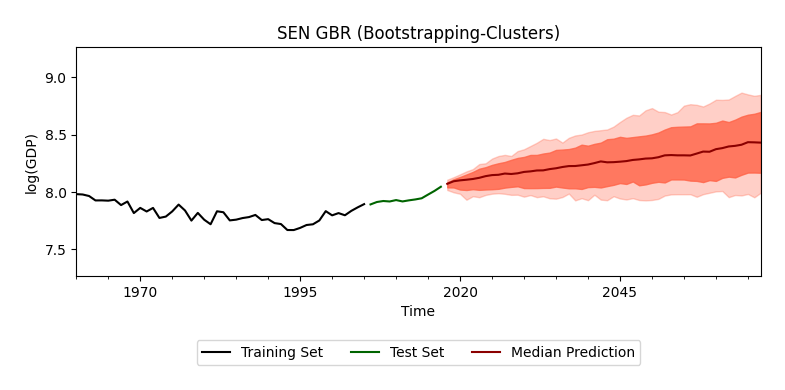 SEN GBR (Bootstrapping-Clusters)
9.0
8.5
8.0
7.5
log(GDP)
1970 1995 2020 2045
Time
Training Set Test Set Median Prediction